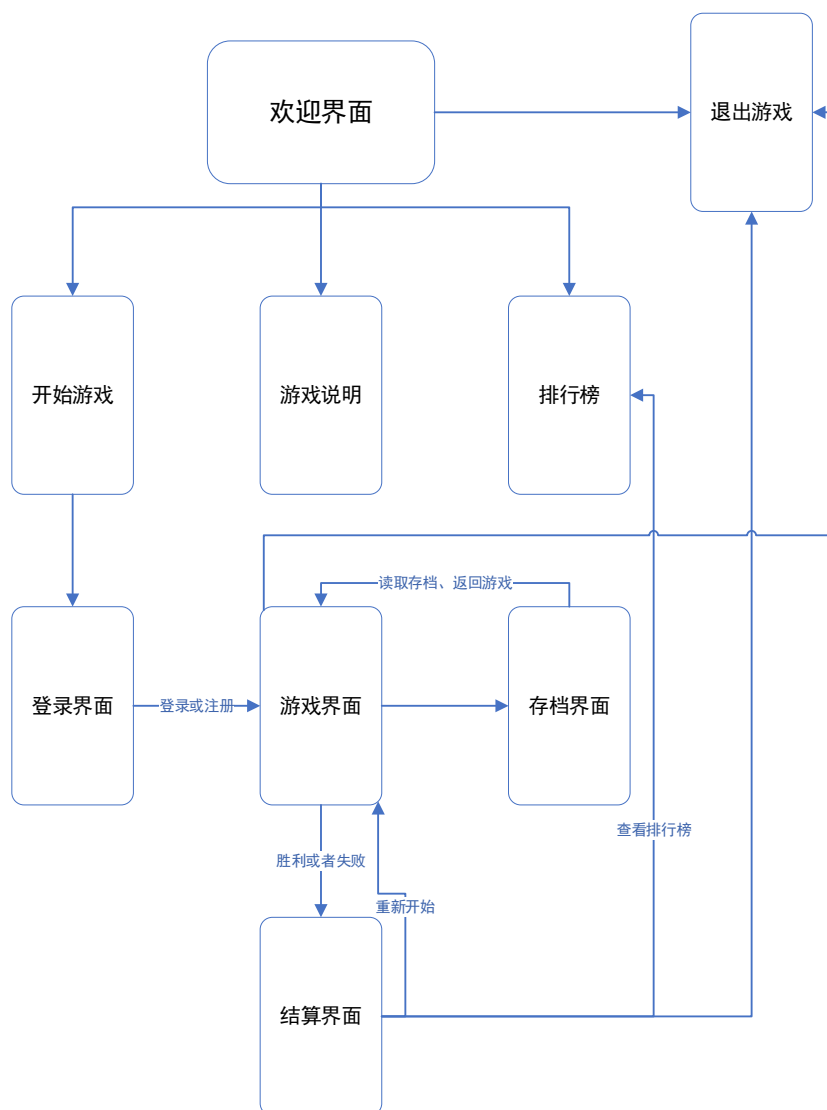 欢迎界面
退出游戏
开始游戏
游戏说明
排行榜
读取存档、返回游戏
登录界面
登录或注册
游戏界面
存档界面
查看排行榜
胜利或者失败
重新开始
结算界面